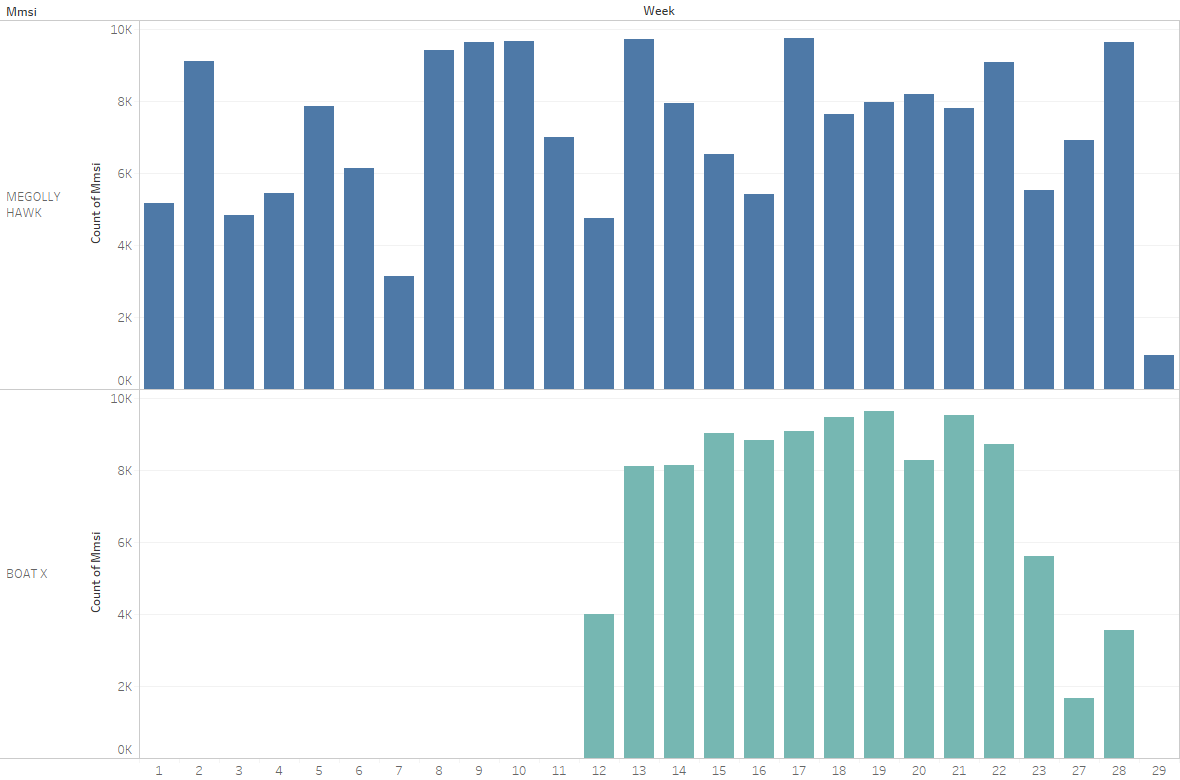 Mmsi
Week
MEGOLLY
HAWK
Count of Mmsi
10K
8K
6K
4K
2K
0K
BOAT X
Count of Mmsi
10K
8K
6K
4K
2K
0K
1 2 3 4 5 6 7 8 9 10 11 12 13 14 15 16 17 18 19 20 21 22 23 27 28 29